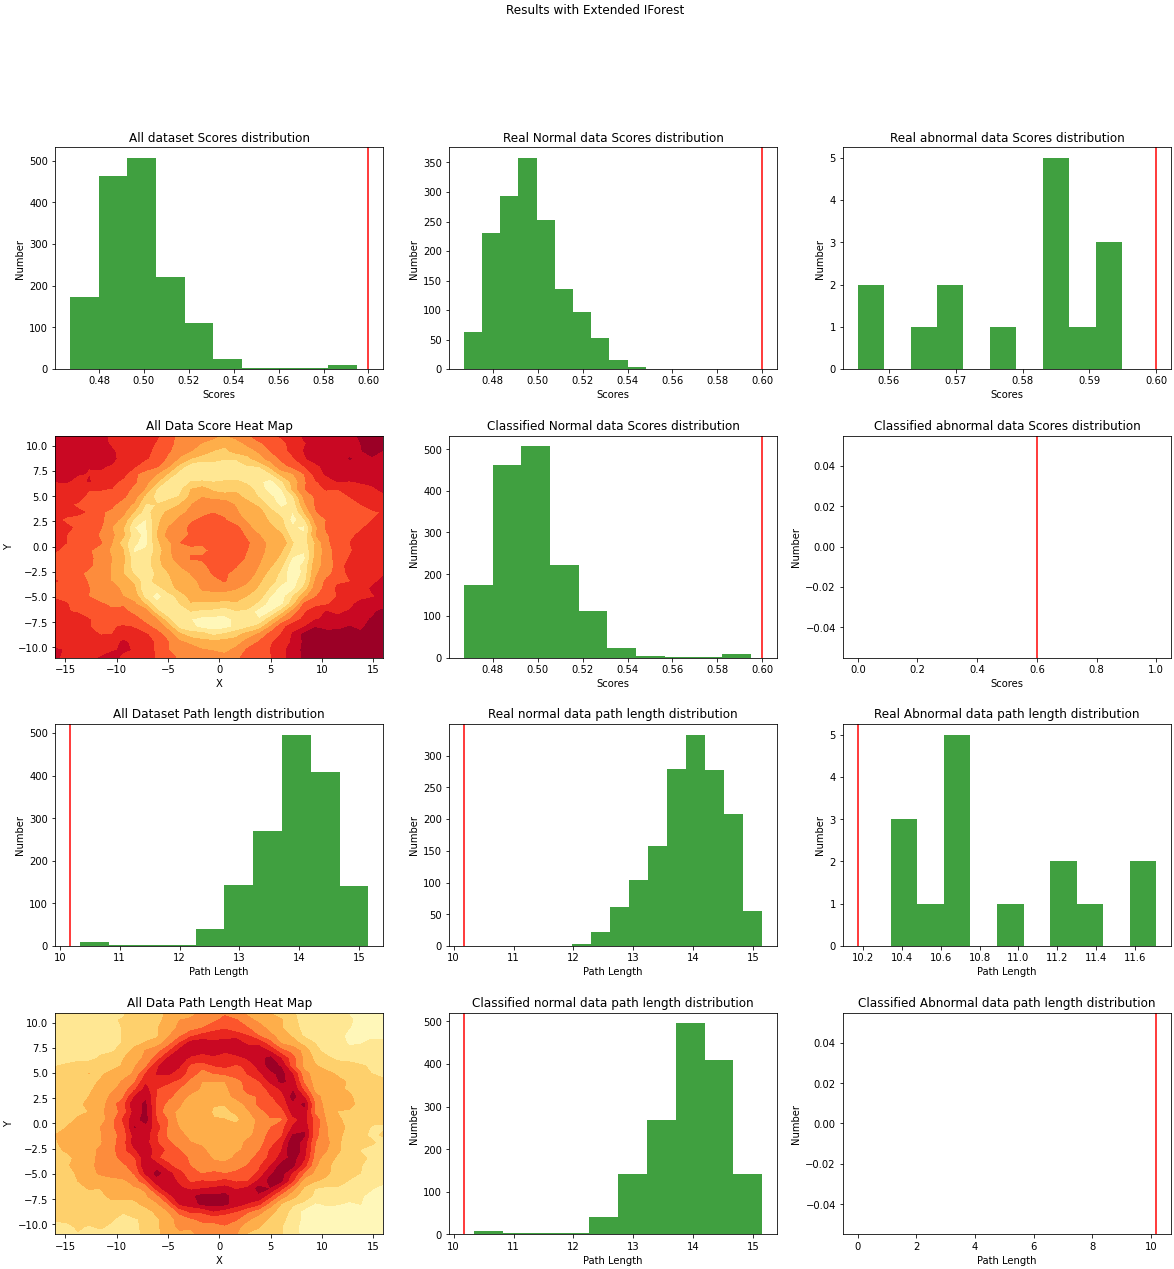 Results with Extended IForest
All dataset Scores distribution
Number
500
400
300
200
100
0
0.48 0.50 0.52 0.54 0.56 0.58 0.60
Scores
Real Normal data Scores distribution
Number
350
300
250
200
150
100
50
0
0.48 0.50 0.52 0.54 0.56 0.58 0.60
Scores
Real abnormal data Scores distribution
Number
5
4
3
2
1
0
0.56 0.57 0.58 0.59 0.60
Scores
All Data Score Heat Map
Y
10.0
7.5
5.0
2.5
0.0
−2.5
−5.0
−7.5
−10.0
−15 −10 −5 0 5 10 15
X
Classified Normal data Scores distribution
Number
500
400
300
200
100
0
0.48 0.50 0.52 0.54 0.56 0.58 0.60
Scores
Classified abnormal data Scores distribution
Number
0.04
0.02
0.00
−0.02
−0.04
0.0 0.2 0.4 0.6 0.8 1.0
Scores
All Dataset Path length distribution
Number
500
400
300
200
100
0
10 11 12 13 14 15
Path Length
Real normal data path length distribution
Number
300
250
200
150
100
50
0
10 11 12 13 14 15
Path Length
Real Abnormal data path length distribution
Number
5
4
3
2
1
0
10.2 10.4 10.6 10.8 11.0 11.2 11.4 11.6
Path Length
All Data Path Length Heat Map
Y
10.0
7.5
5.0
2.5
0.0
−2.5
−5.0
−7.5
−10.0
−15 −10 −5 0 5 10 15
X
Classified normal data path length distribution
Number
500
400
300
200
100
0
10 11 12 13 14 15
Path Length
Classified Abnormal data path length distribution
Number
0.04
0.02
0.00
−0.02
−0.04
0 2 4 6 8 10
Path Length